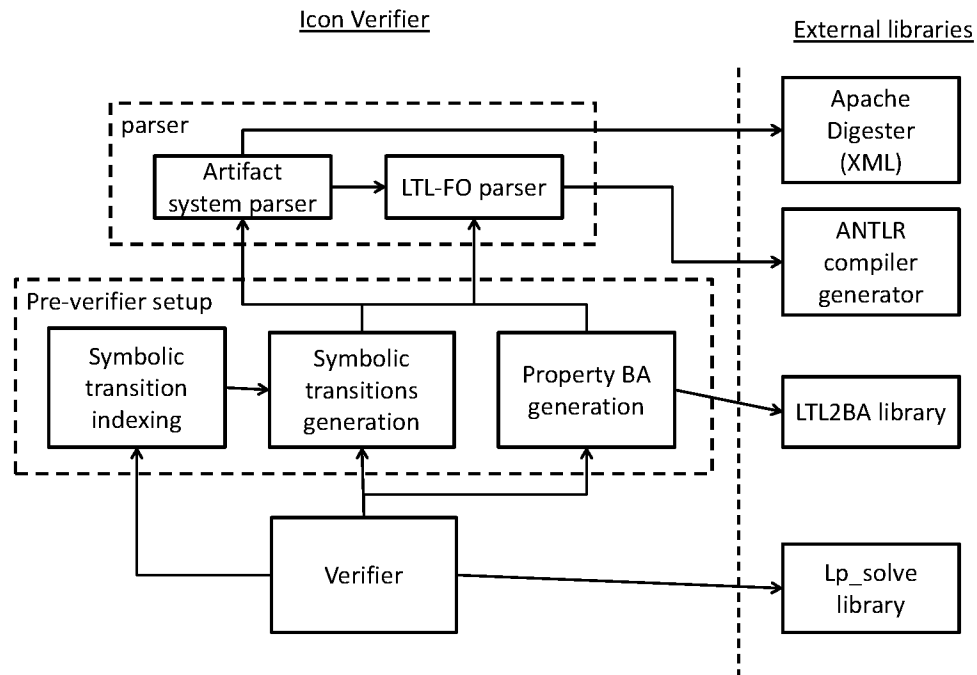 Icon Verifier
External libraries
parser
Artifact
system parser
LTL-FO parser
Apache
Digester
(XML)
ANTLR
compiler
generator
Pre-verifier setup
Symbolic
transition
indexing
Symbolic
transitions
generation
Property BA
generation
LTL2BA library
Verifier
Lp_solve
library